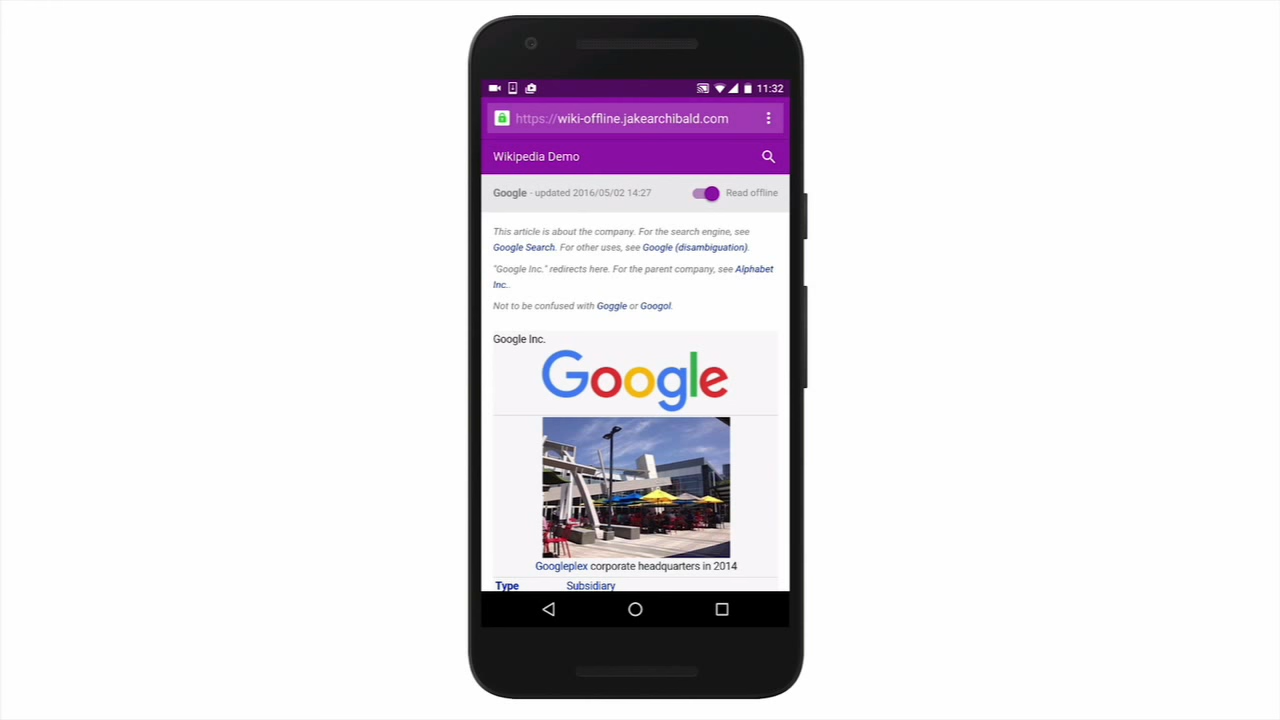 11:32
https://wiki-offline.jakearchibald.com
Wikipedia Demo
Google - updated 2016/05/02 14:27 Read offline
This article is about the company. For the search engine, see
Google Search. For other uses, see Google (disambiguation).
"Google Inc." redirects here. For the parent company, see Alphabet
Inc..
Not to be confused with Goggle or Googol.
Google Inc.
Google
Googleplex corporate headquarters in 2014
Type Subsidiary